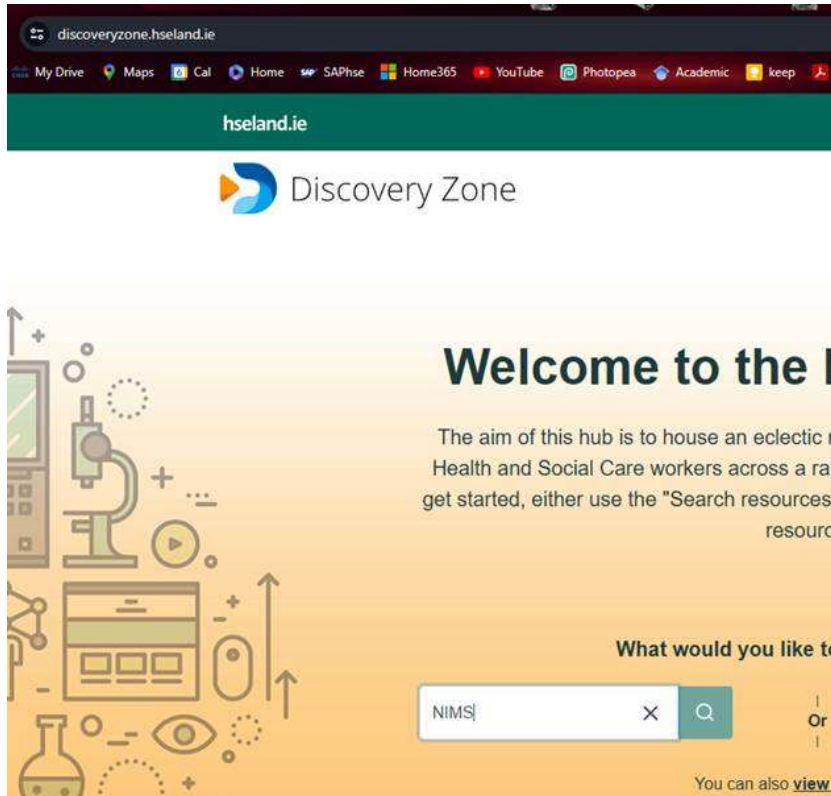 discoveryzone.hseland.ie
My Drive Maps Cal Home SAP SAPhse Home365 YouTube Photopea Academic keep
hseland.ie
Discovery Zone
Welcome to the
The aim of this hub is to house an eclectic
Health and Social Care workers across a ra
get started, either use the "Search resources
resourc
What would you like to
NIMS
Or
You can also view